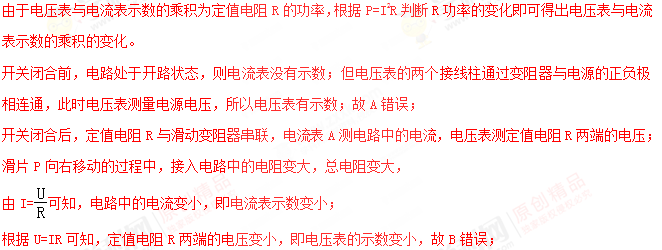 由于电压表与电流表示数的乘积为定值电阻 R 的功率,根据 P=I²R 判断 R 功率的变化即可得出电压表与电流
表示数的乘积的变化。
开关闭合前，电路处于开路状态，则电流表没有示数；但电压表的两个接线柱通过变阻器与电源的正负极
相连通，此时电压表测量电源电压，所以电压表有示数；故 A 错误；
开关闭合后，定值电阻 R 与滑动变阻器串联，电流表 A 测电路中的电流，电压表测定值电阻 R 两端的电压；
滑片 P 向右移动的过程中，接入电路中的电阻变大，总电阻变大，
由 I=U/R可知，电路中的电流变小，即电流表示数变小；
根据 U=IR 可知，定值电阻 R 两端的电压变小，即电压表的示数变小，故 B 错误；
原创精品